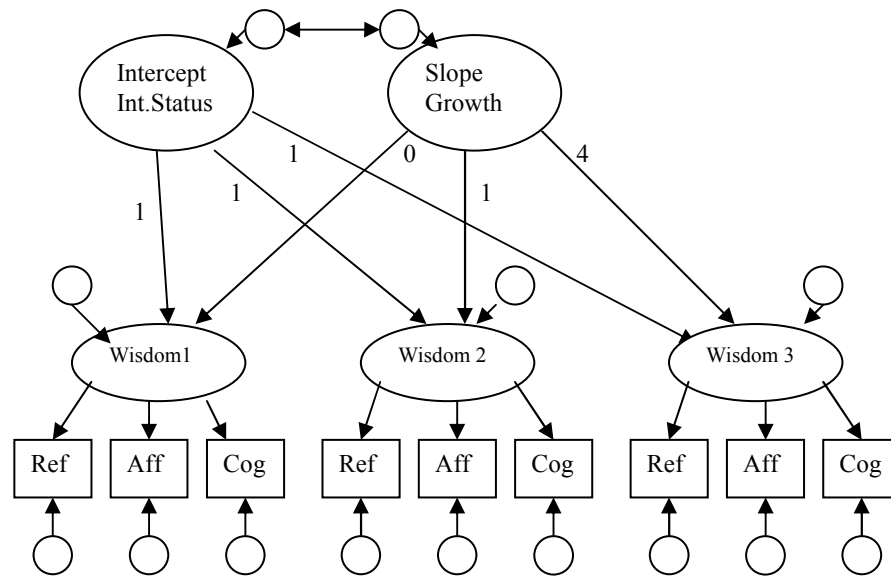 Intercept
Int.Status
Slope
Growth
1
1
1
0
1
4
Wisdom1
Wisdom 2
Wisdom 3
Ref
Aff
Cog
Ref
Aff
Cog
Ref
Aff
Cog